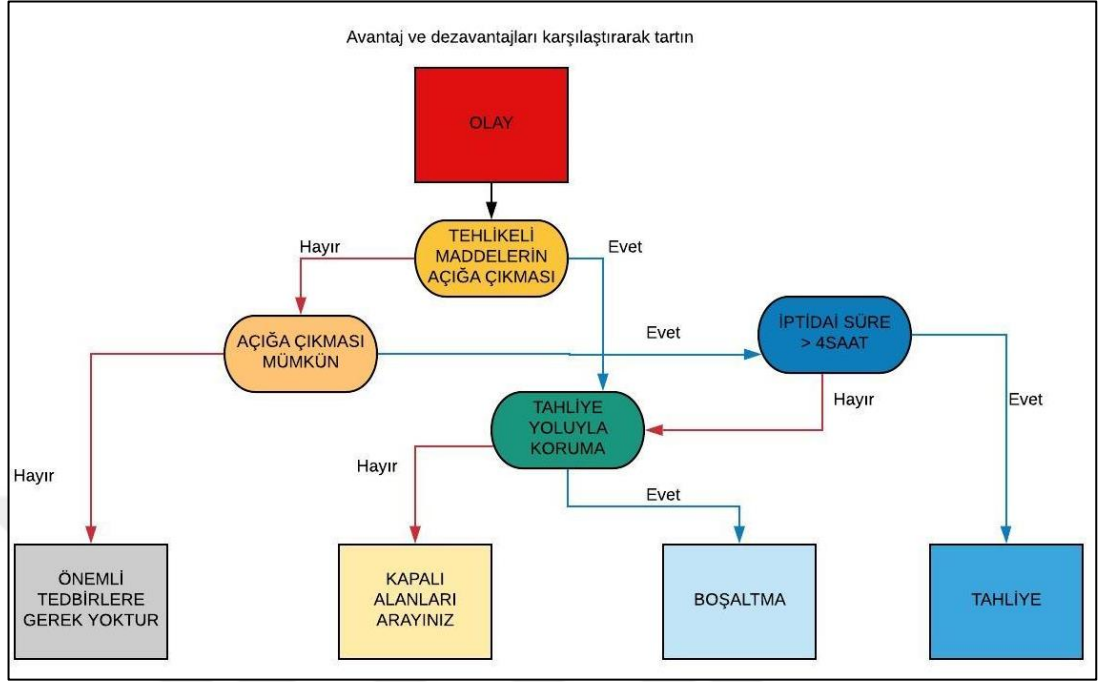 Avantaj ve dezavantajları karşılaştırarak tartın
OLAY
TEHLİKELİ
MADDELERİN
AÇIĞA ÇIKMASI
Hayır
Evet
AÇIĞA ÇIKMASI
MÜMKÜN
Evet
İPTİDAİ SÜRE
> 4SAAT
Hayır
Evet
TAHLİYE
YOLUYLA
KORUMA
Hayır
Hayır
Evet
ÖNEMLİ
TEDBİRLERE
GEREK YOKTUR
KAPALI
ALANLARI
ARAYINIZ
BOŞALTMA
TAHLİYE